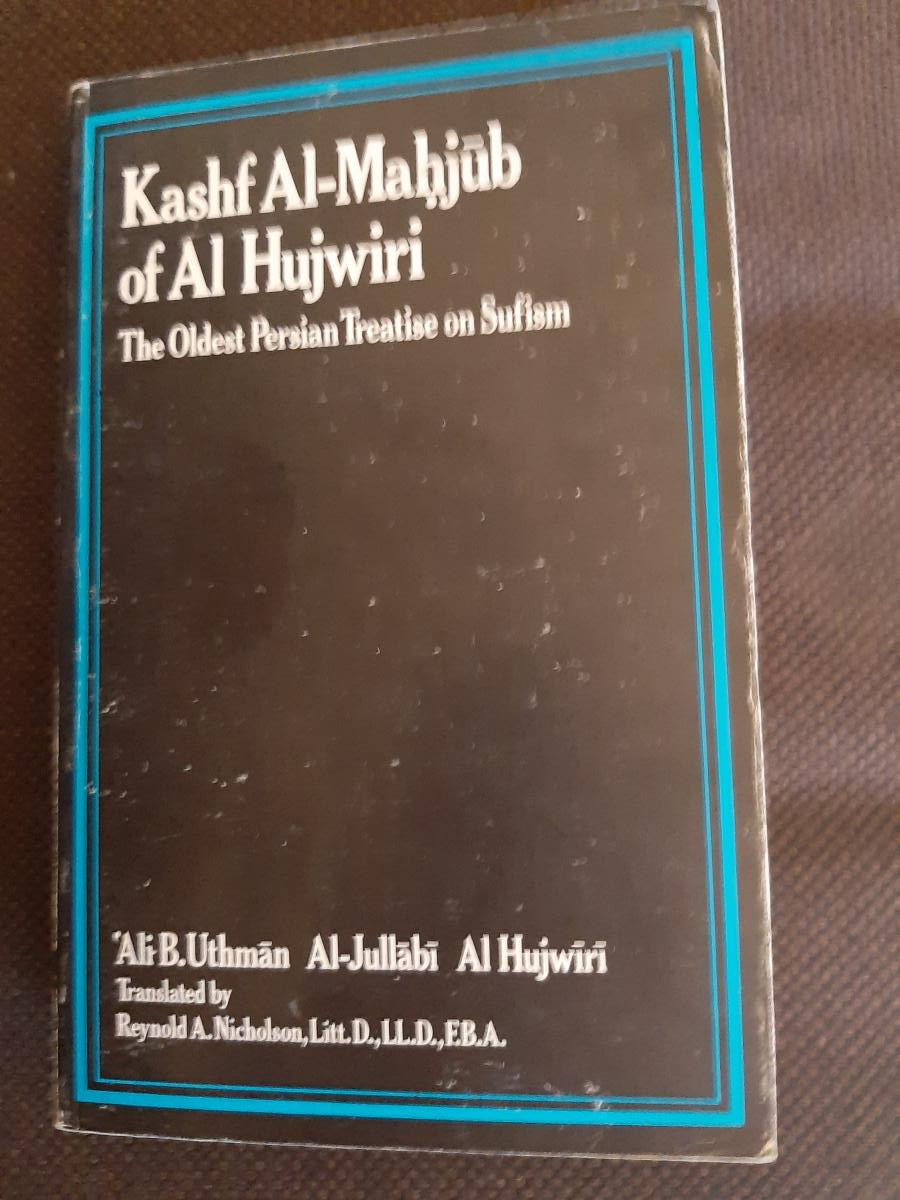 Kashf Al-Maḥjūb
of Al Hujwiri
The Oldest Persian Treatise on Sufism
'Ali B. Uthmān Al-Jullābī Al Hujwīrī
Translated by
Reynold A. Nicholson, Litt. D., LL. D., F.B.A.